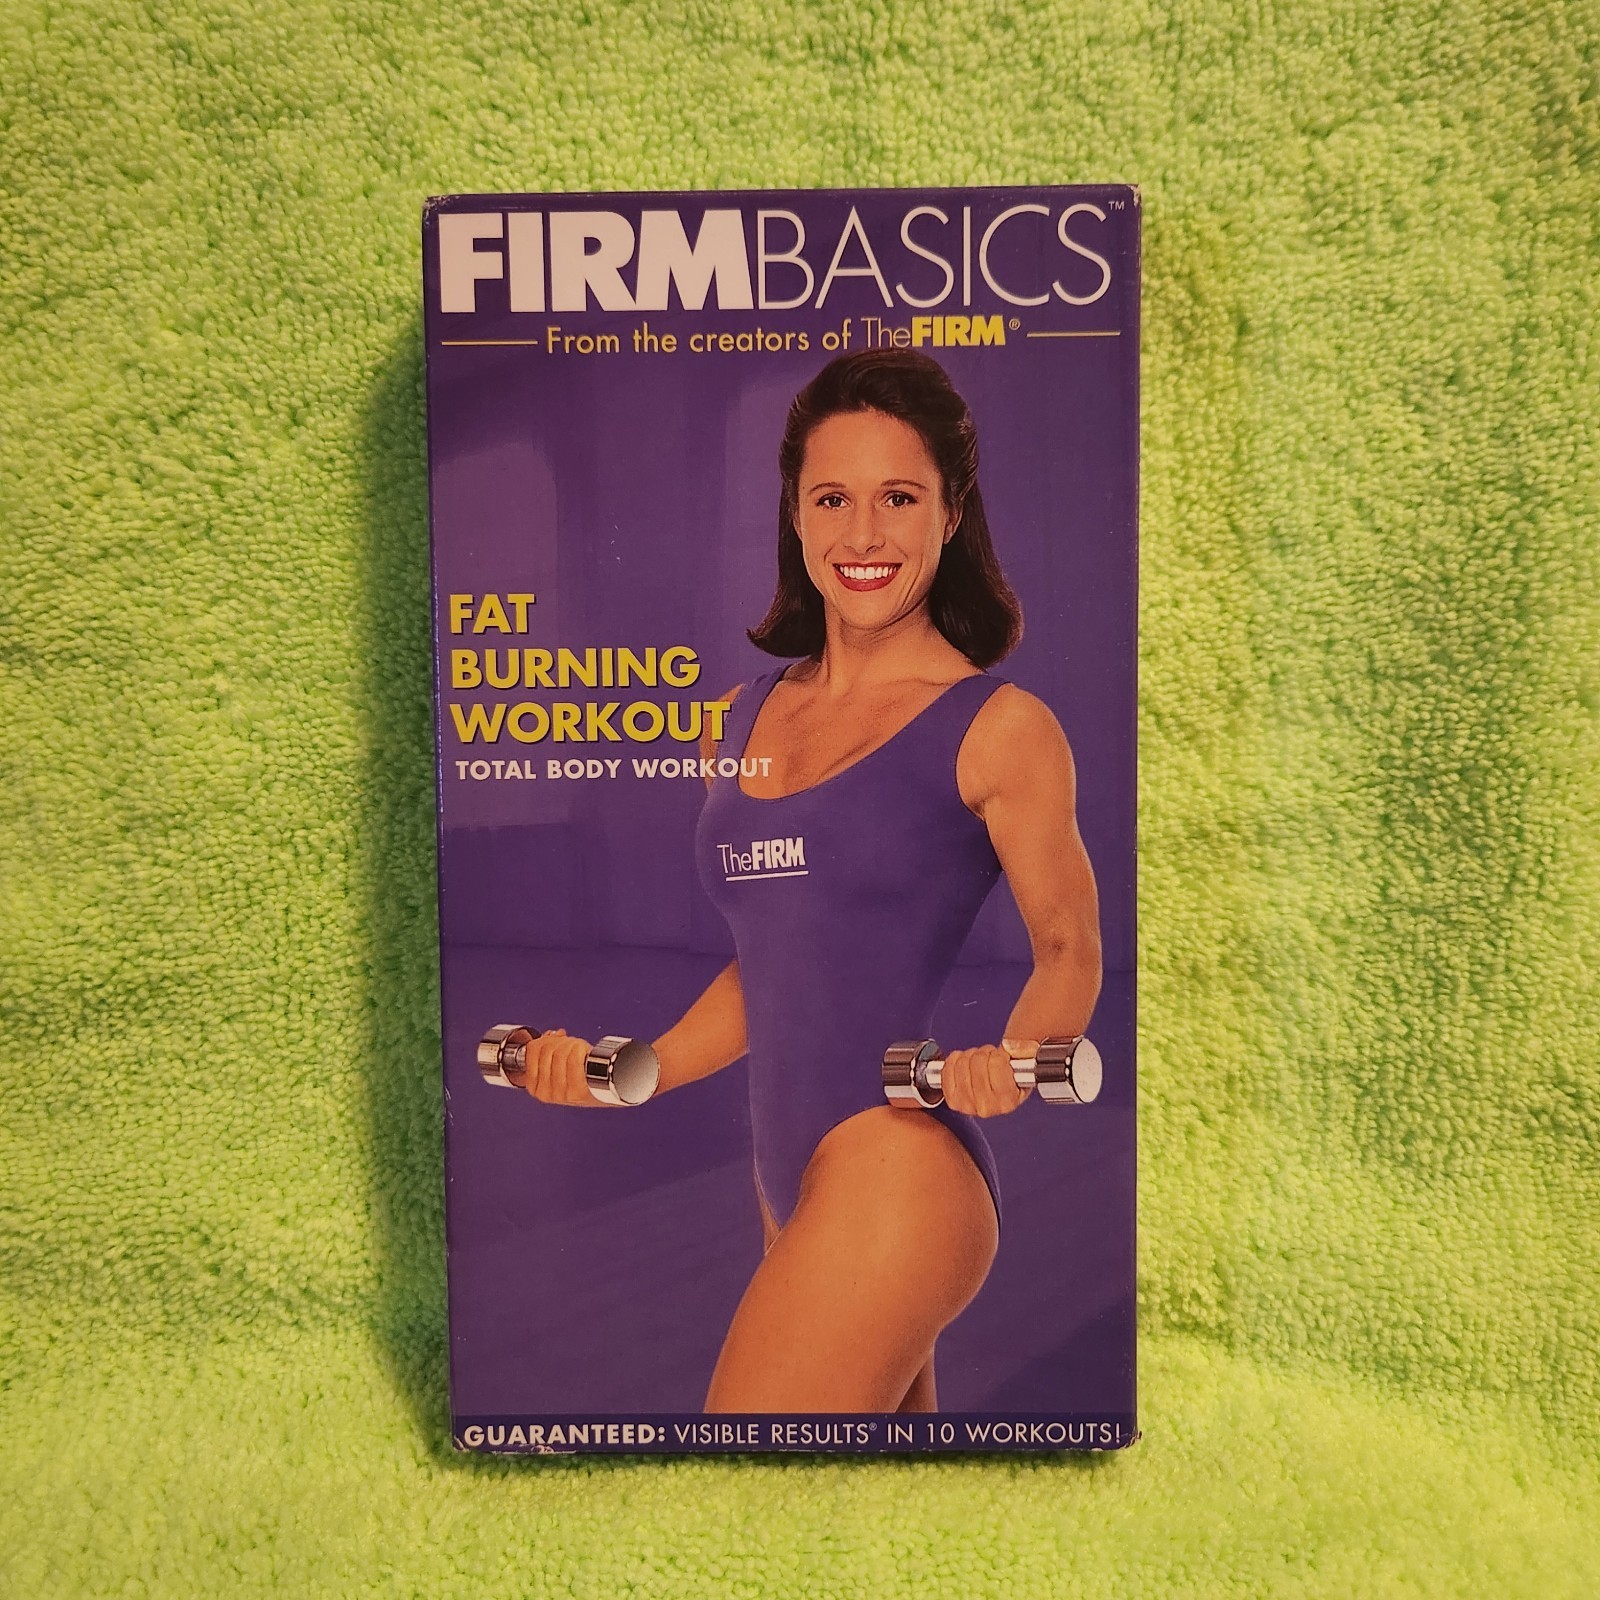 FIRMBASICS™
From the creators of TheFIRM®
FAT
BURNING
WORKOUT
TOTAL BODY WORKOUT
TheFIRM
GUARANTEED: VISIBLE RESULTS® IN 10 WORKOUTS!